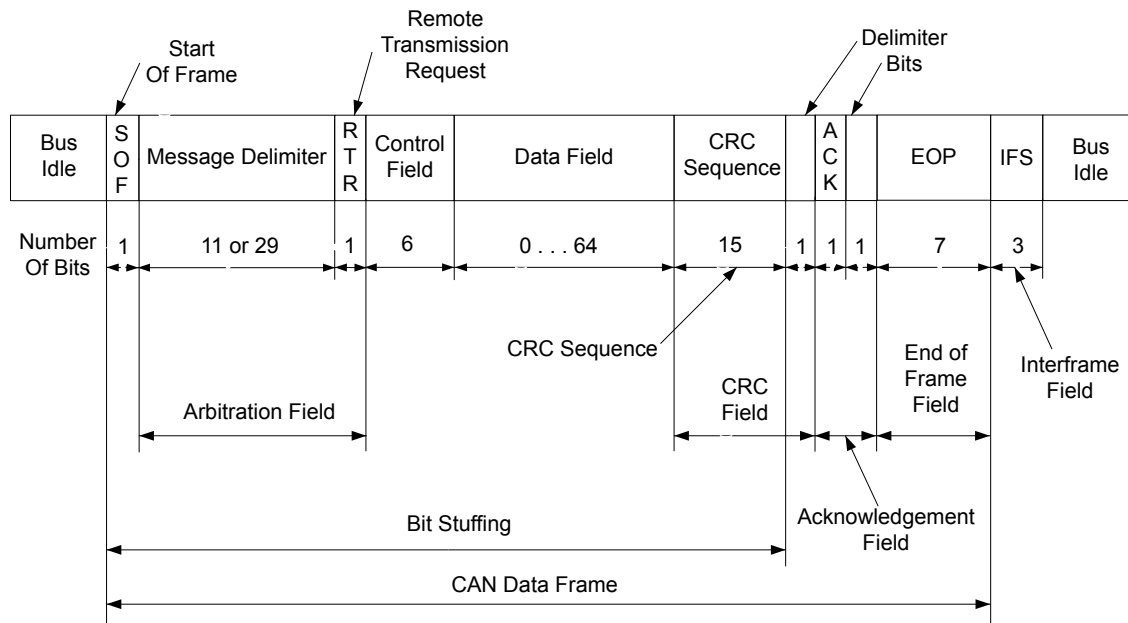 Start
Of Frame
Remote
Transmission
Request
Delimiter
Bits
Bus
Idle
S
O
F
Message Delimiter
R
T
R
Control
Field
Data Field
CRC
Sequence
A
C
K
EOP
IFS
Bus
Idle
Number
Of Bits
1
11 or 29
1
6
0 . . . 64
15
1
1
1
7
3
CRC Sequence
Arbitration Field
CRC
Field
End of
Frame
Field
Interframe
Field
Bit Stuffing
Acknowledgement
Field
CAN Data Frame